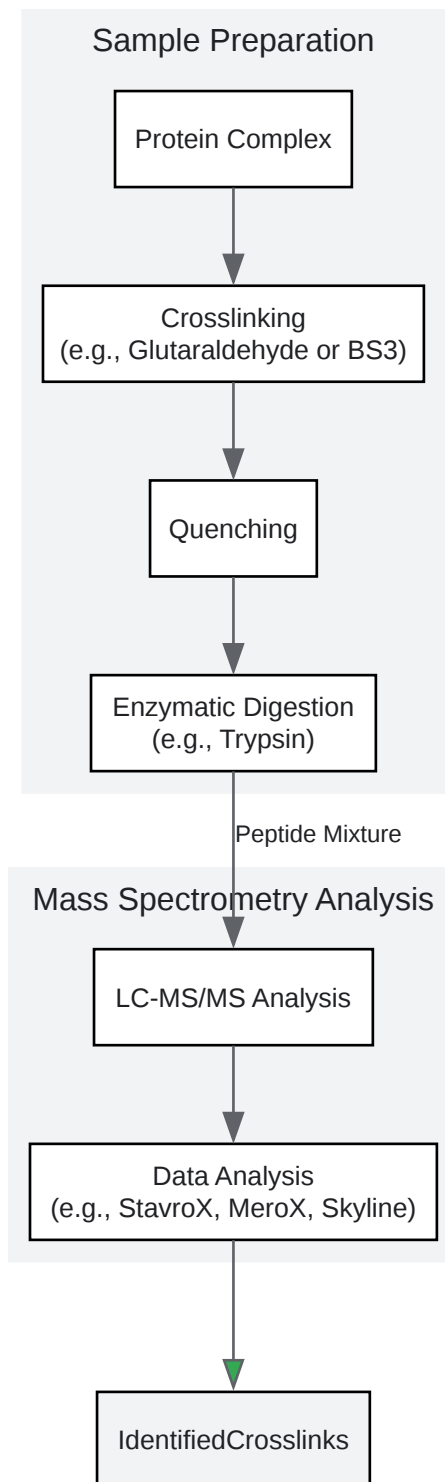 Sample Preparation
Protein Complex
Crosslinking
(e.g., Glutaraldehyde or BS3)
Quenching
Enzymatic Digestion
(e.g., Trypsin)
Peptide Mixture
Mass Spectrometry Analysis
LC-MS/MS Analysis
Data Analysis
(e.g., StavroX, MeroX, Skyline)
IdentifiedCrosslinks